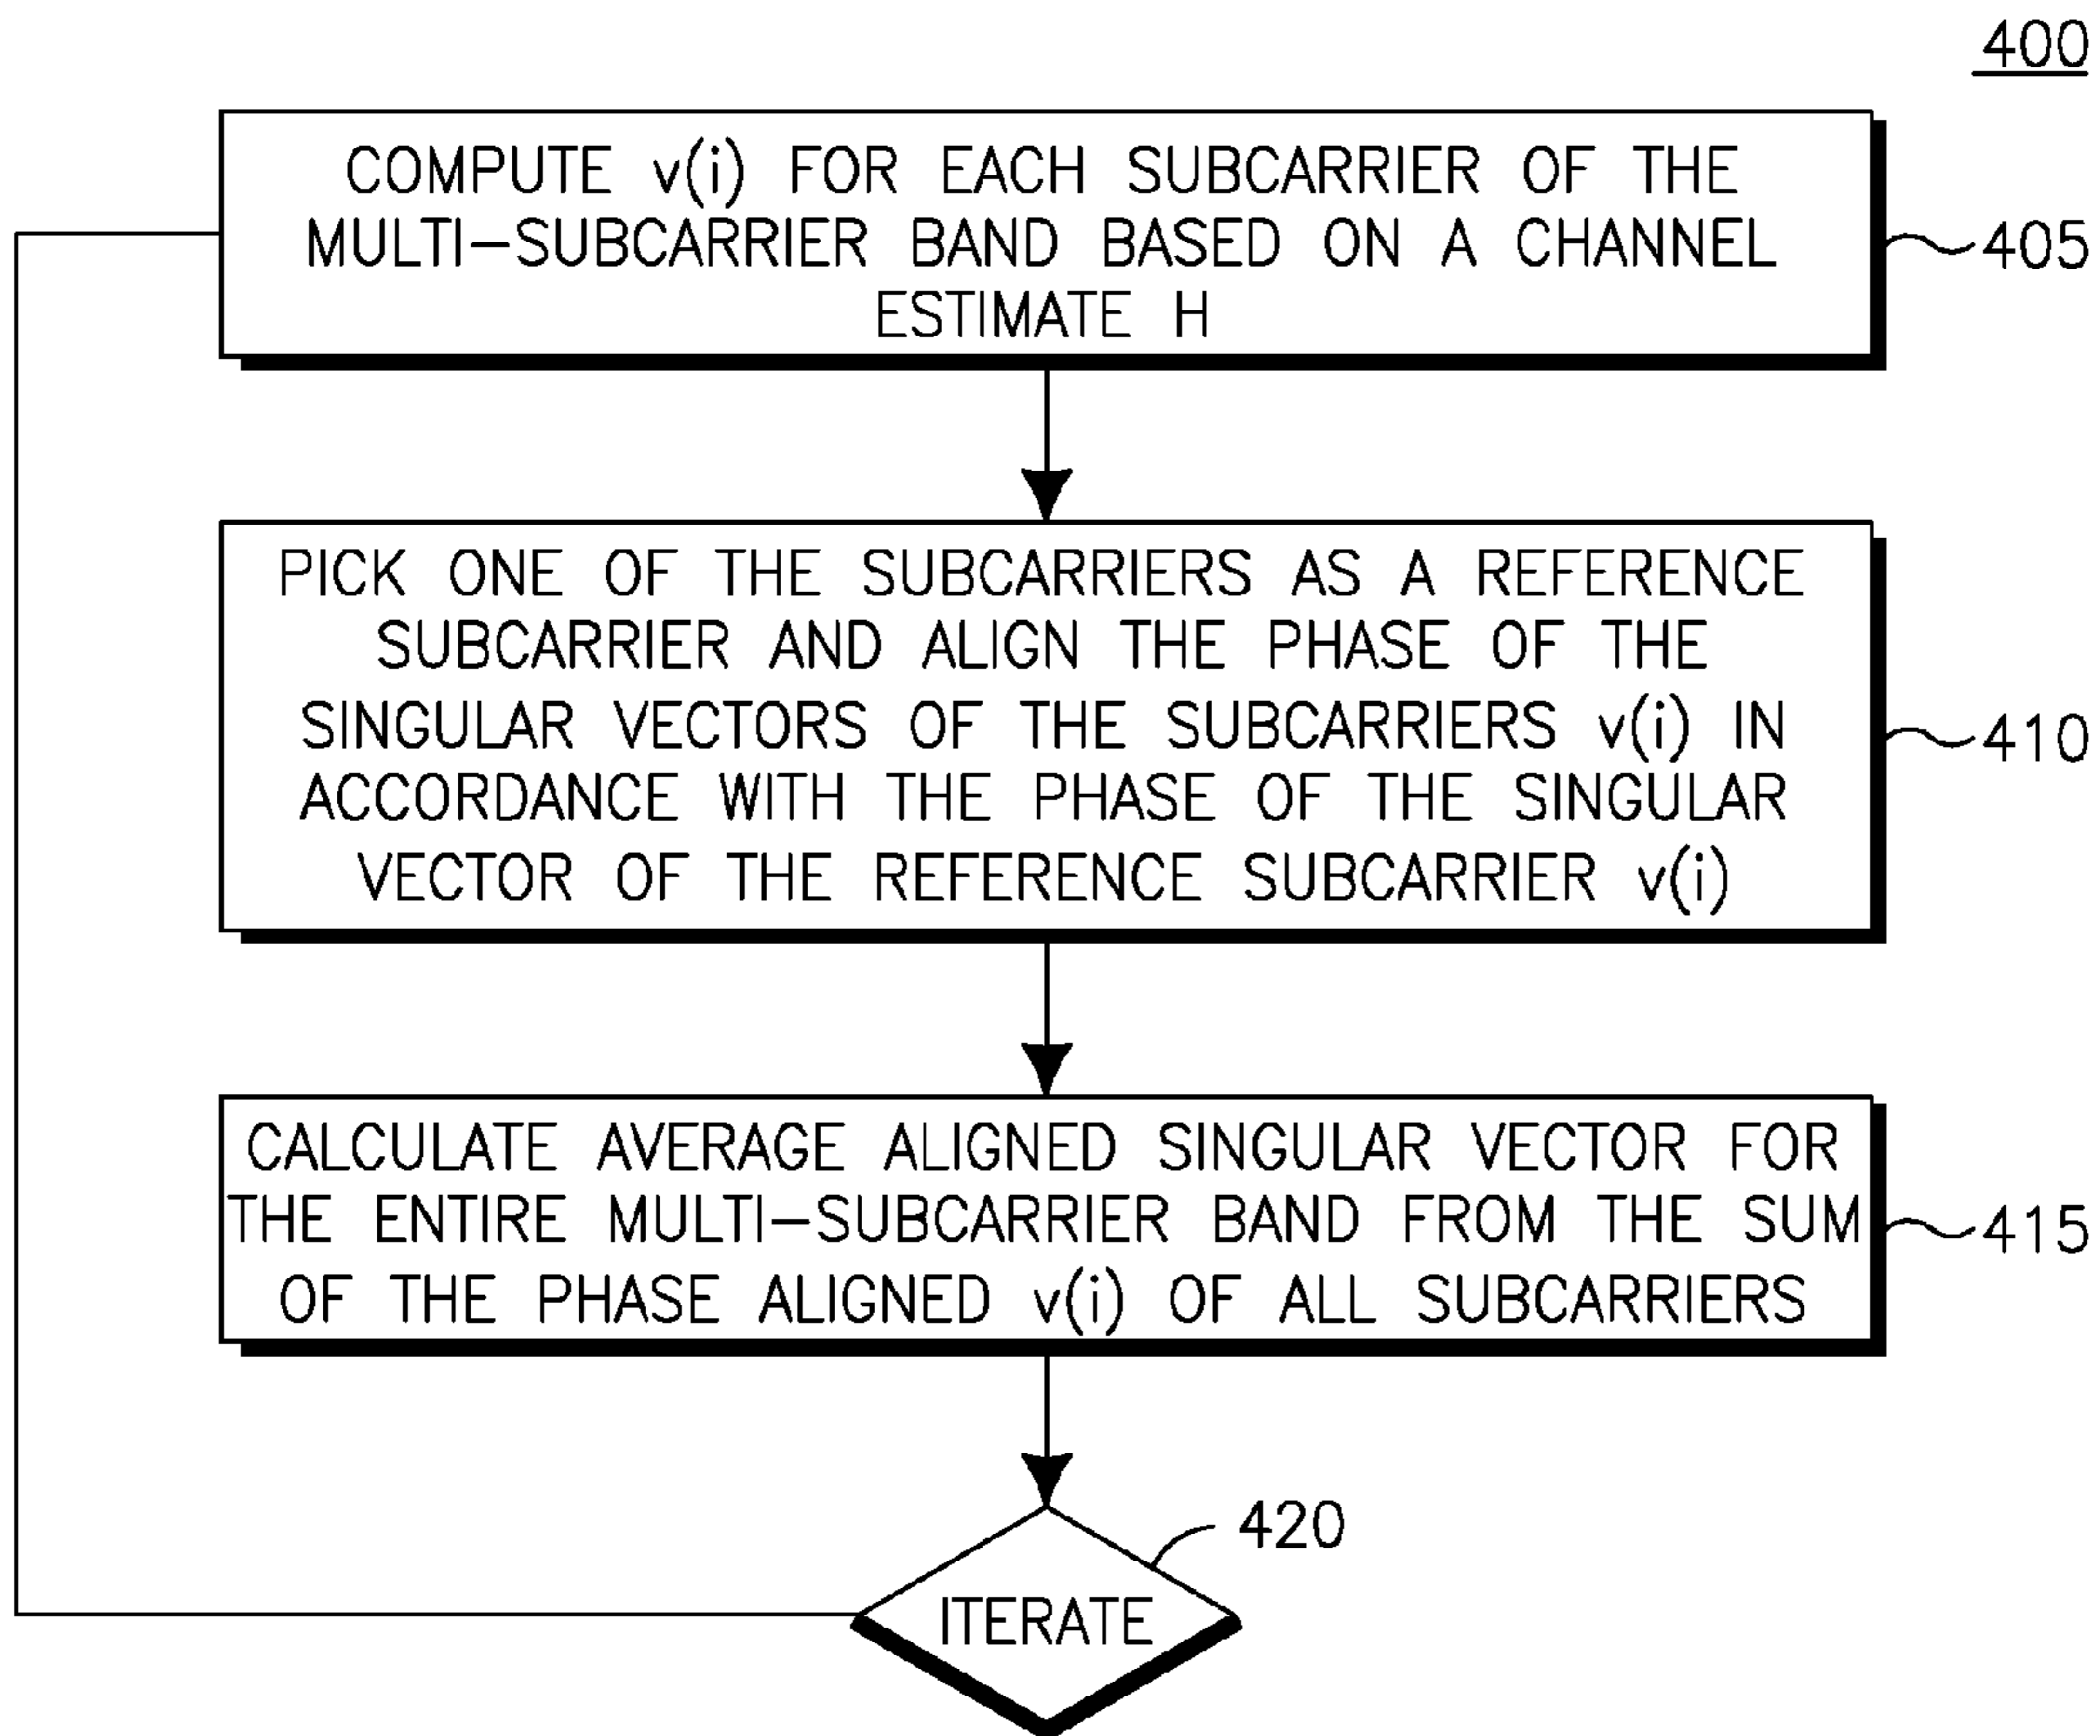 400
COMPUTE v(i) FOR EACH SUBCARRIER OF THE
MULTI-SUBCARRIER BAND BASED ON A CHANNEL
ESTIMATE H
405
PICK ONE OF THE SUBCARRIERS AS A REFERENCE
SUBCARRIER AND ALIGN THE PHASE OF THE
SINGULAR VECTORS OF THE SUBCARRIERS v(i) IN
ACCORDANCE WITH THE PHASE OF THE SINGULAR
VECTOR OF THE REFERENCE SUBCARRIER v(i)
410
CALCULATE AVERAGE ALIGNED SINGULAR VECTOR FOR
THE ENTIRE MULTI-SUBCARRIER BAND FROM THE SUM
OF THE PHASE ALIGNED v(i) OF ALL SUBCARRIERS
415
420
ITERATE